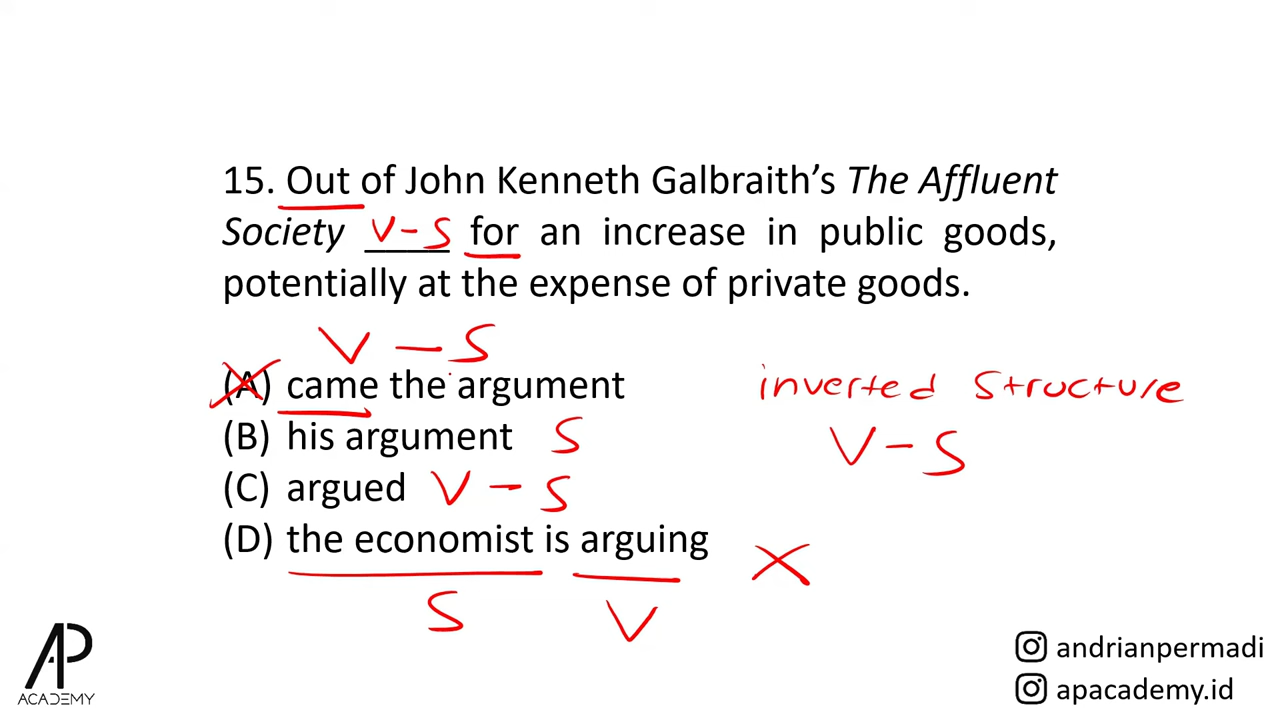 15. Out of John Kenneth Galbraith's The Affluent
Society V – S for an increase in public goods,
potentially at the expense of private goods.
V – S
(A) came the argument
inverted structure
(B) his argument S
V – S
(C) argued V – S
(D) the economist is arguing X
S V
AP
ACADEMY
andrianpermadi
apacademy.id